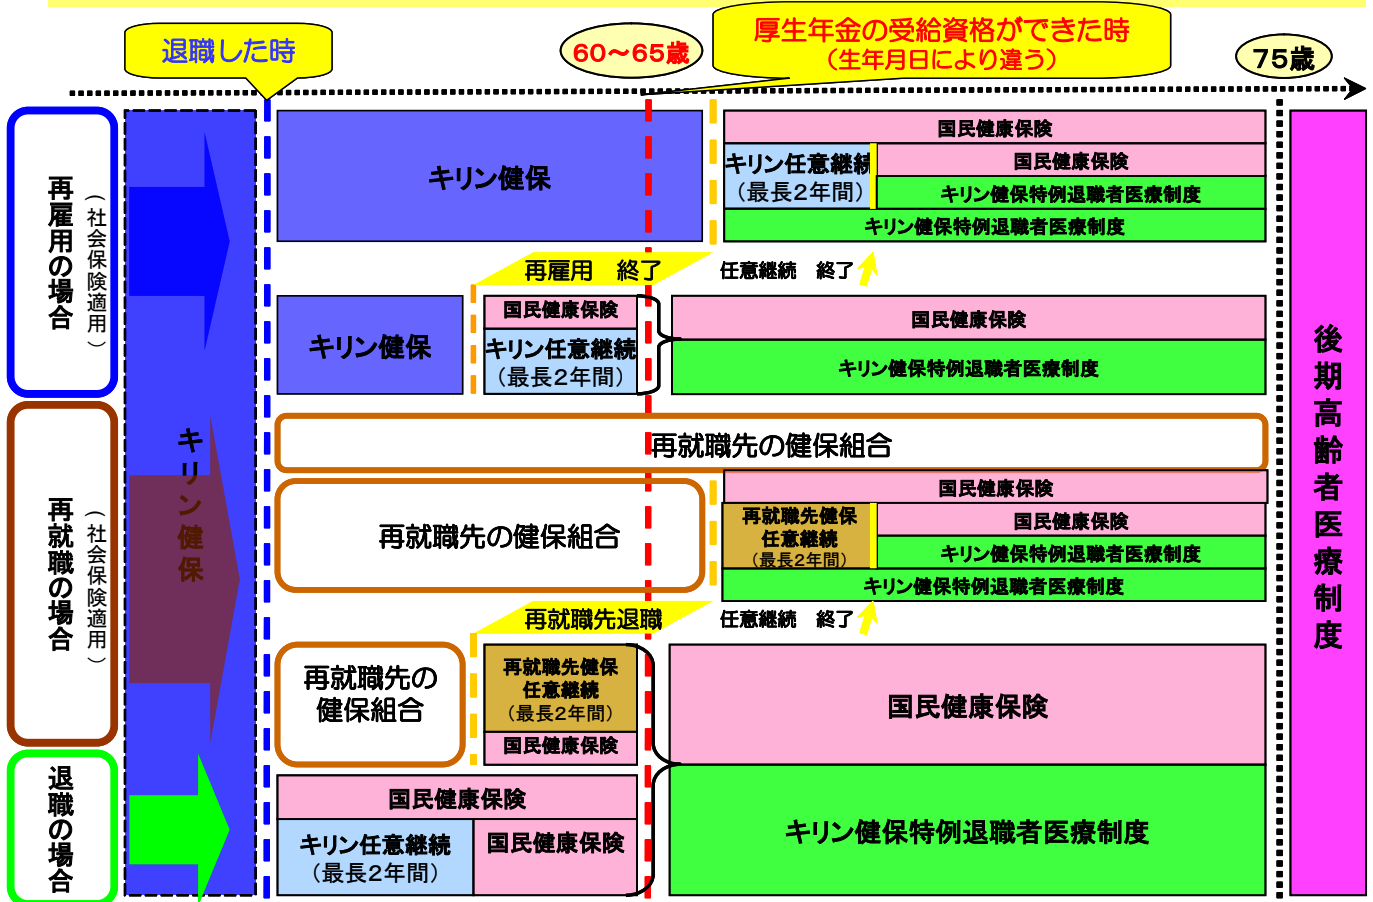 退職した時
60～65歳
厚生年金の受給資格ができた時
（生年月日により違う）
75歳
再雇用の場合
（社会保険適用）
キリン健保
国民健康保険
キリン任意継続
（最長2年間）
国民健康保険
キリン健保特例退職者医療制度
キリン健保特例退職者医療制度
再雇用　終了
任意継続　終了
キリン健保
国民健康保険
キリン任意継続
（最長2年間）
国民健康保険
キリン健保特例退職者医療制度
キリン健保
後期高齢者医療制度
再就職の場合
（社会保険適用）
再就職先の健保組合
再就職先の健保組合
国民健康保険
再就職先健保
任意継続
（最長2年間）
国民健康保険
キリン健保特例退職者医療制度
キリン健保特例退職者医療制度
再就職先退職
任意継続　終了
再就職先の
健保組合
再就職先健保
任意継続
（最長2年間）
国民健康保険
国民健康保険
キリン健保特例退職者医療制度
退職の場合
国民健康保険
キリン任意継続
（最長2年間）
国民健康保険